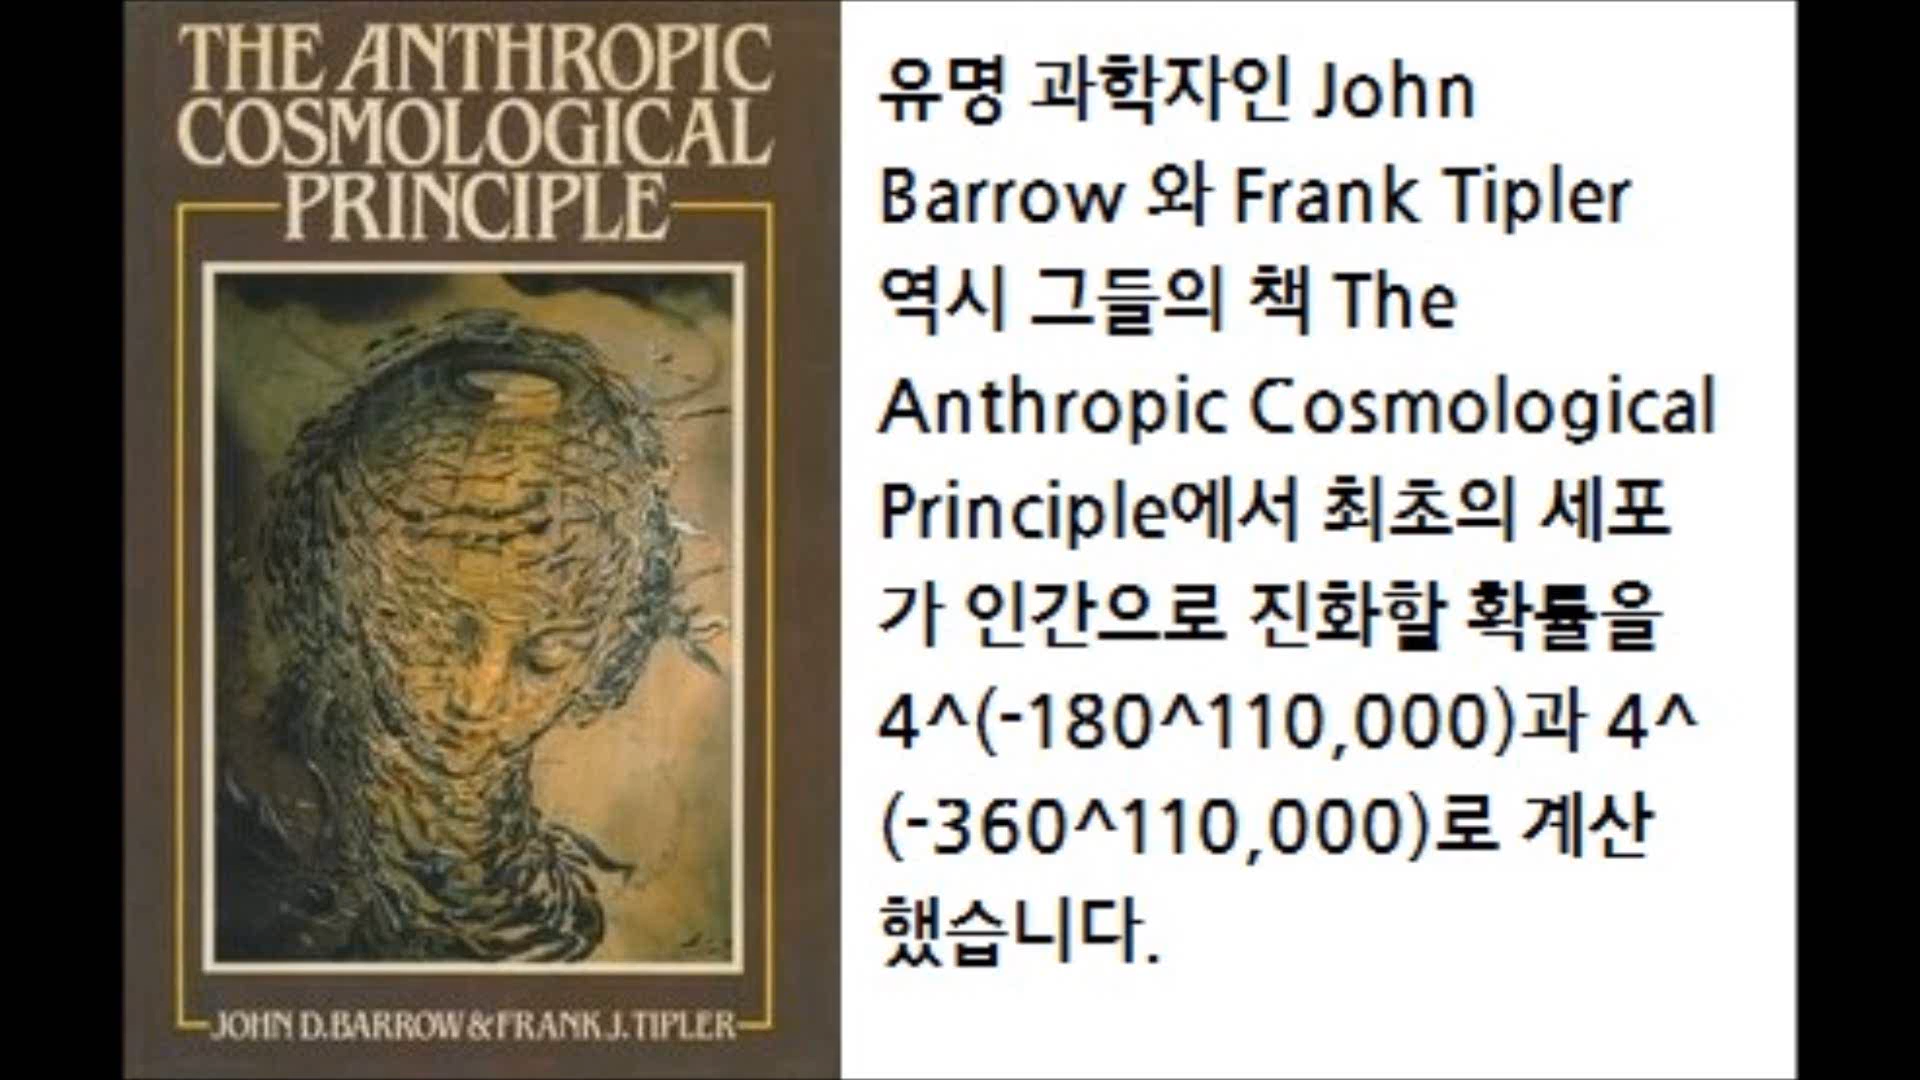 THE ANTHROPIC
COSMOLOGICAL
PRINCIPLE
JOHN D. BARROW & FRANK J. TIPLER
유명 과학자인 John
Barrow 와 Frank Tipler
역시 그들의 책 The
Anthropic Cosmological
Principle에서 최초의 세포
가 인간으로 진화할 확률을
4^(-180^110,000)과 4^
(-360^110,000)로 계산
했습니다.